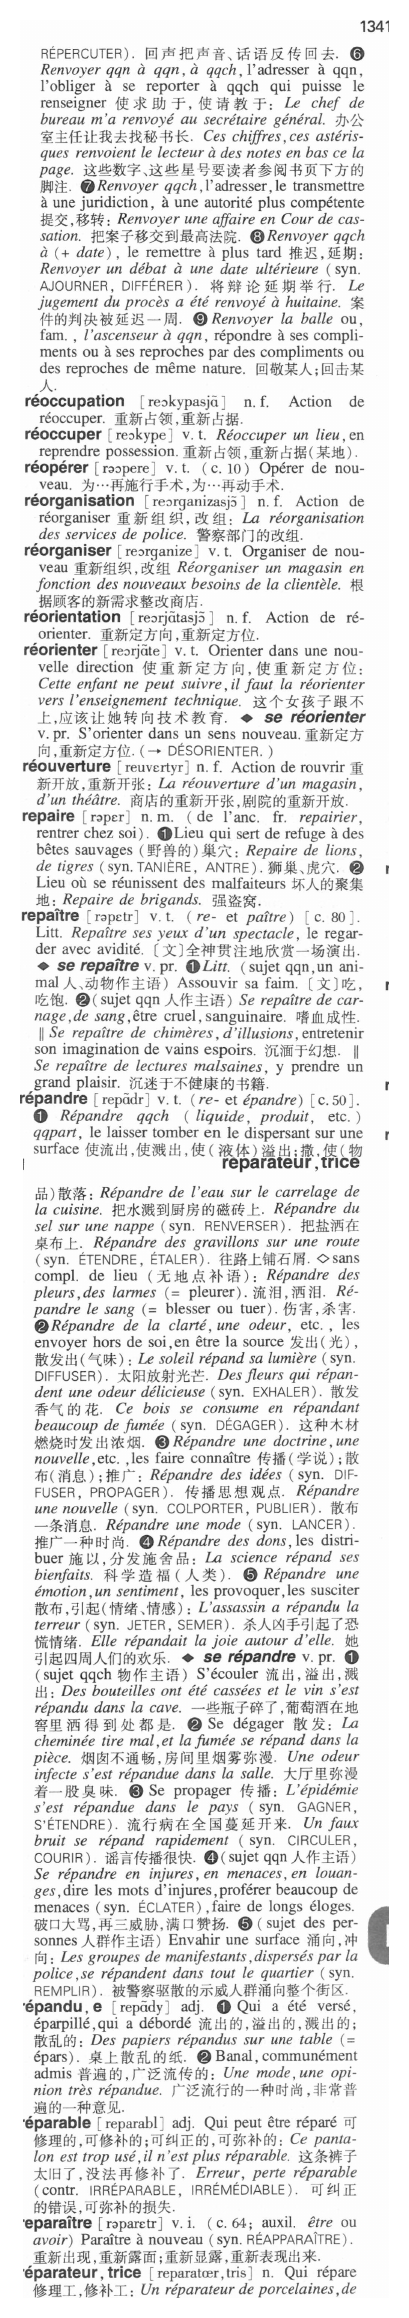 1341
RÉPERCUTER). 回声把声音、话语反传回去. ❻
Renvoyer qqn à qqn, à qqch, l'adresser à qqn,
l'obliger à se reporter à qqch qui puisse le
renseigner 使求助于,使请教于: Le chef de
bureau m'a renvoyé au secrétaire général. 办公
室主任让我去找秘书长. Ces chiffres, ces astéris-
ques renvoient le lecteur à des notes en bas ce la
page. 这些数字、这些星号要读者参阅书页下方的
脚注. ❼Renvoyer qqch, l'adresser, le transmettre
à une juridiction, à une autorité plus compétente
提交,移转: Renvoyer une affaire en Cour de cas-
sation. 把案子移交到最高法院. ❽Renvoyer qqch
à (+ date), le remettre à plus tard 推迟,延期:
Renvoyer un débat à une date ultérieure (syn.
AJOURNER, DIFFÉRER). 将辩论延期举行. Le
jugement du procès a été renvoyé à huitaine. 案
件的判决被延迟一周. ❾Renvoyer la balle ou,
fam., l'ascenseur à qqn, répondre à ses compli-
ments ou à ses reproches par des compliments ou
des reproches de même nature. 回敬某人;回击某
人.
réoccupation [reɔkypasjɔ̃] n. f. Action de
réoccuper. 重新占领,重新占据.
réoccuper [reɔkype] v. t. Réoccuper un lieu, en
reprendre possession. 重新占领,重新占据(某地).
réopérer [reɔpere] v. t. (c. 10) Opérer de nou-
veau. 为…再施行手术,为…再动手术.
réorganisation [reɔrganizasjɔ̃] n. f. Action de
réorganiser 重新组织,改组: La réorganisation
des services de police. 警察部门的改组.
réorganiser [reɔrganize] v. t. Organiser de nou-
veau 重新组织,改组 Réorganiser un magasin en
fonction des nouveaux besoins de la clientèle. 根
据顾客的新需求整改商店.
réorientation [reɔrjɑ̃tasjɔ̃] n. f. Action de ré-
orienter. 重新定方向,重新定方位.
réorienter [reɔrjɑ̃te] v. t. Orienter dans une nou-
velle direction 使重新定方向,使重新定方位:
Cette enfant ne peut suivre, il faut la réorienter
vers l'enseignement technique. 这个女孩子跟不
上,应该让她转向技术教育. ◆ se réorienter
v. pr. S'orienter dans un sens nouveau. 重新定方
向,重新定方位. (→ DÉSORIENTER.)
réouverture [reuvɛrtyr] n. f. Action de rouvrir 重
新开放,重新开张: La réouverture d'un magasin,
d'un théâtre. 商店的重新开张,剧院的重新开放.
repaire [rəpɛr] n. m. (de l'anc. fr. repairier,
rentrer chez soi). ❶Lieu qui sert de refuge à des
bêtes sauvages (野兽的)巢穴: Repaire de lions,
de tigres (syn. TANIÈRE, ANTRE). 狮巢、虎穴. ❷
Lieu où se réunissent des malfaiteurs 坏人的聚集
地: Repaire de brigands. 强盗窝.
repaître [rəpɛtr] v. t. (re- et paître) [c. 80].
Litt. Repaître ses yeux d'un spectacle, le regar-
der avec avidité. [文]全神贯注地欣赏一场演出.
◆ se repaître v. pr. ❶Litt. (sujet qqn, un ani-
mal 人、动物作主语) Assouvir sa faim. [文]吃,
吃饱. ❷(sujet qqn 人作主语) Se repaître de car-
nage, de sang, être cruel, sanguinaire. 嗜血成性.
‖ Se repaître de chimères, d'illusions, entretenir
son imagination de vains espoirs. 沉湎于幻想. ‖
Se repaître de lectures malsaines, y prendre un
grand plaisir. 沉迷于不健康的书籍.
répandre [repɑ̃dr] v. t. (re- et épandre) [c. 50].
❶ Répandre qqch (liquide, produit, etc.)
qqpart, le laisser tomber en le dispersant sur une
surface 使流出,使溅出,使(液体)溢出;撒,使(物
réparateur, trice
品)散落: Répandre de l'eau sur le carrelage de
la cuisine. 把水溅到厨房的磁砖上. Répandre du
sel sur une nappe (syn. RENVERSER). 把盐洒在
桌布上. Répandre des gravillons sur une route
(syn. ÉTENDRE, ÉTALER). 往路上铺石屑. ◇sans
compl. de lieu (无地点补语): Répandre des
pleurs, des larmes (= pleurer). 流泪,洒泪. Ré-
pandre le sang (= blesser ou tuer). 伤害,杀害.
❷Répandre de la clarté, une odeur, etc., les
envoyer hors de soi, en être la source 发出(光),
散发出(气味): Le soleil répand sa lumière (syn.
DIFFUSER). 太阳放射光芒. Des fleurs qui répan-
dent une odeur délicieuse (syn. EXHALER). 散发
香气的花. Ce bois se consume en répandant
beaucoup de fumée (syn. DÉGAGER). 这种木材
燃烧时发出浓烟. ❸Répandre une doctrine, une
nouvelle, etc., les faire connaître 传播(学说);散
布(消息);推广: Répandre des idées (syn. DIF-
FUSER, PROPAGER). 传播思想观点. Répandre
une nouvelle (syn. COLPORTER, PUBLIER). 散布
一条消息. Répandre une mode (syn. LANCER).
推广一种时尚. ❹Répandre des dons, les distri-
buer 施以,分发施舍品: La science répand ses
bienfaits. 科学造福(人类). ❺Répandre une
émotion, un sentiment, les provoquer, les susciter
散布,引起(情绪、情感): L'assassin a répandu la
terreur (syn. JETER, SEMER). 杀人凶手引起了恐
慌情绪. Elle répandait la joie autour d'elle. 她
引起四周人们的欢乐. ◆ se répandre v. pr. ❶
(sujet qqch 物作主语) S'écouler 流出,溢出,溅
出: Des bouteilles ont été cassées et le vin s'est
répandu dans la cave. 一些瓶子碎了,葡萄酒在地
窖里洒得到处都是. ❷ Se dégager 散发: La
cheminée tire mal, et la fumée se répand dans la
pièce. 烟囱不通畅,房间里烟雾弥漫. Une odeur
infecte s'est répandue dans la salle. 大厅里弥漫
着一股臭味. ❸ Se propager 传播: L'épidémie
s'est répandue dans le pays (syn. GAGNER,
S'ÉTENDRE). 流行病在全国蔓延开来. Un faux
bruit se répand rapidement (syn. CIRCULER,
COURIR). 谣言传播很快. ❹(sujet qqn 人作主语)
Se répandre en injures, en menaces, en louan-
ges, dire les mots d'injures, proférer beaucoup de
menaces (syn. ÉCLATER), faire de longs éloges.
破口大骂,再三威胁,满口赞扬. ❺(sujet des per-
sonnes 人群作主语) Envahir une surface 涌向,冲
向: Les groupes de manifestants, dispersés par la
police, se répandent dans tout le quartier (syn.
REMPLIR). 被警察驱散的示威人群涌向整个街区.
répandu, e [repɑ̃dy] adj. ❶ Qui a été versé,
éparpillé, qui a débordé 流出的,溢出的,溅出的;
散乱的: Des papiers répandus sur une table (=
épars). 桌上散乱的纸. ❷ Banal, communément
admis 普遍的,广泛流传的: Une mode, une opi-
nion très répandue. 广泛流行的一种时尚,非常普
遍的一种意见.
éparable [reparabl] adj. Qui peut être réparé 可
修理的,可修补的;可纠正的,可弥补的: Ce panta-
lon est trop usé, il n'est plus réparable. 这条裤子
太旧了,没法再修补了. Erreur, perte réparable
(contr. IRRÉPARABLE, IRRÉMÉDIABLE). 可纠正
的错误,可弥补的损失.
eparaître [rəparɛtr] v. i. (c. 64; auxil. être ou
avoir) Paraître à nouveau (syn. RÉAPPARAÎTRE).
重新出现,重新露面;重新显露,重新表现出来.
éparateur, trice [reparatœr, tris] n. Qui répare
修理工,修补工: Un réparateur de porcelaines, de